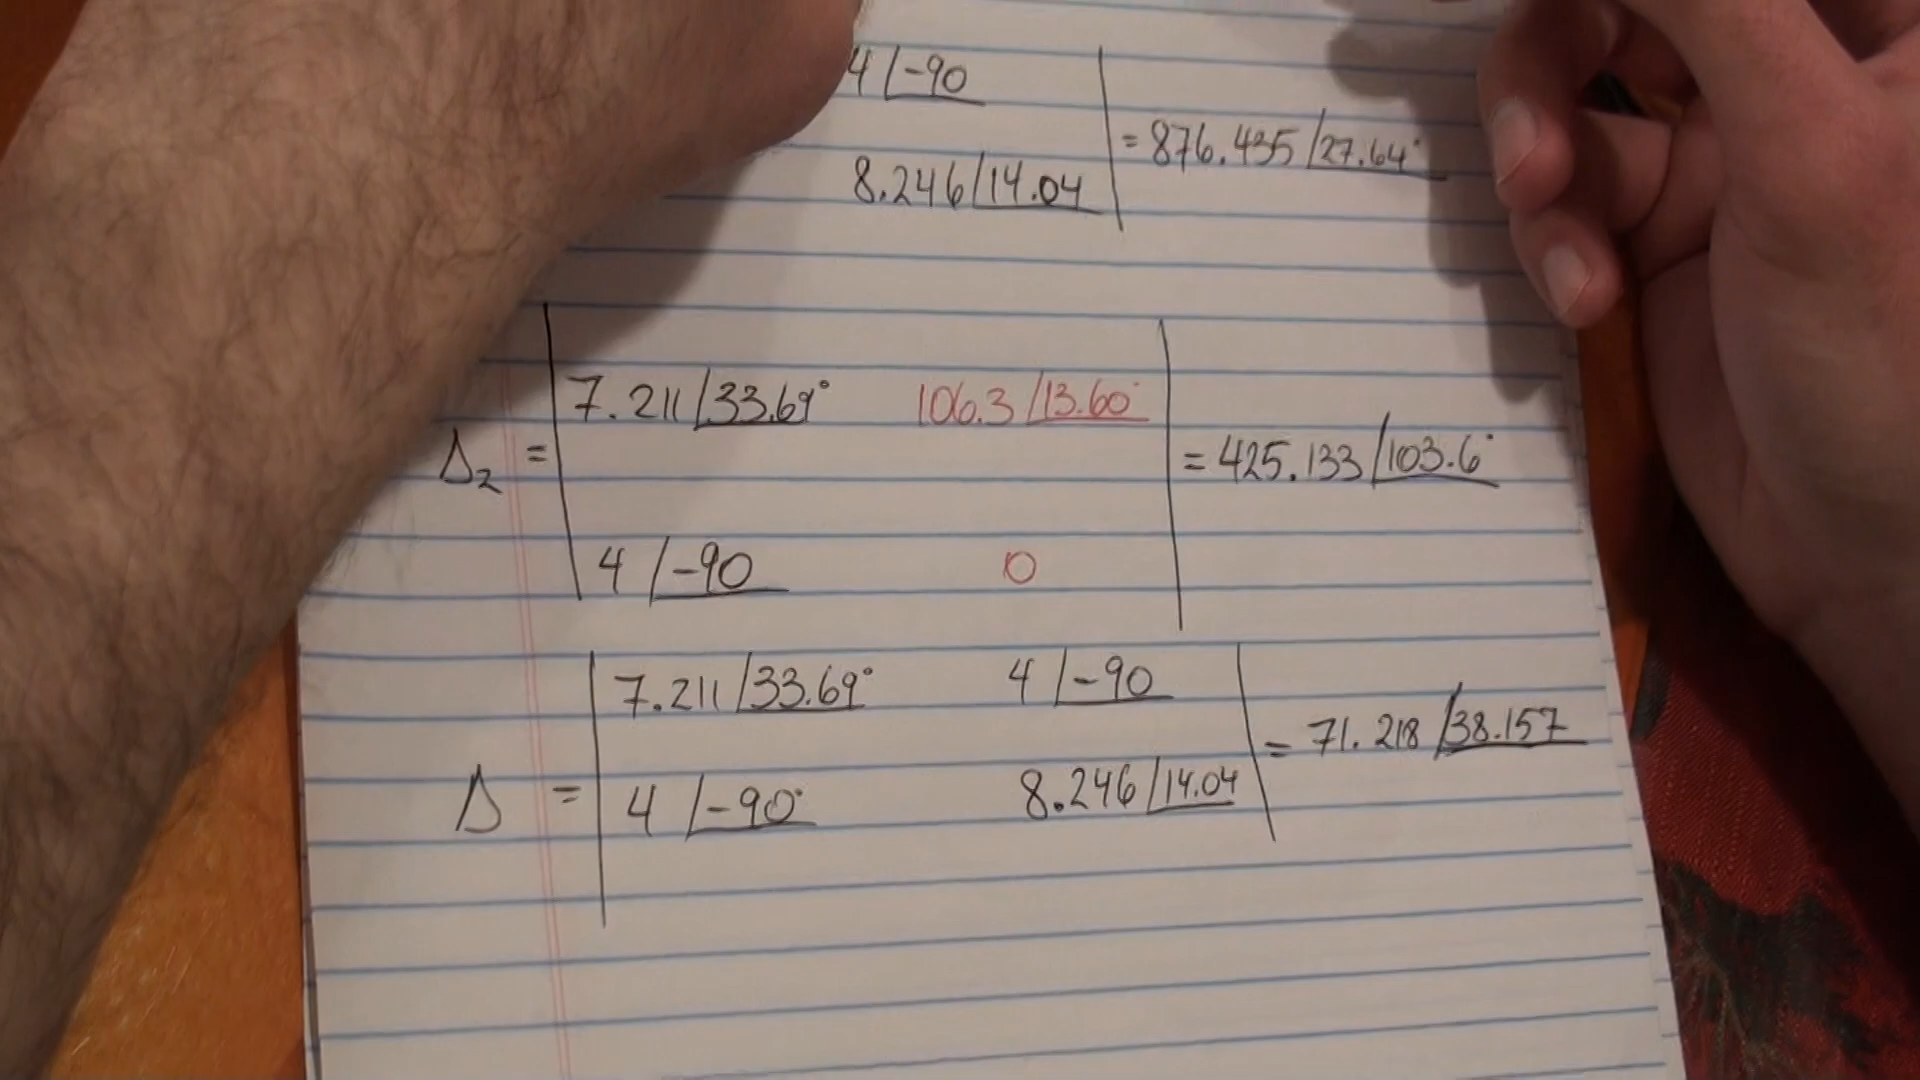 4 /-90
= 876.435 /27.64°
8.246 /14.04
7.211 /33.69° 106.3 /13.60°
Δ2 = = 425.133 /103.6°
4 /-90 0
7.211 /33.69° 4 /-90
= 71.218 /38.157
Δ = 4 /-90° 8.246 /14.04